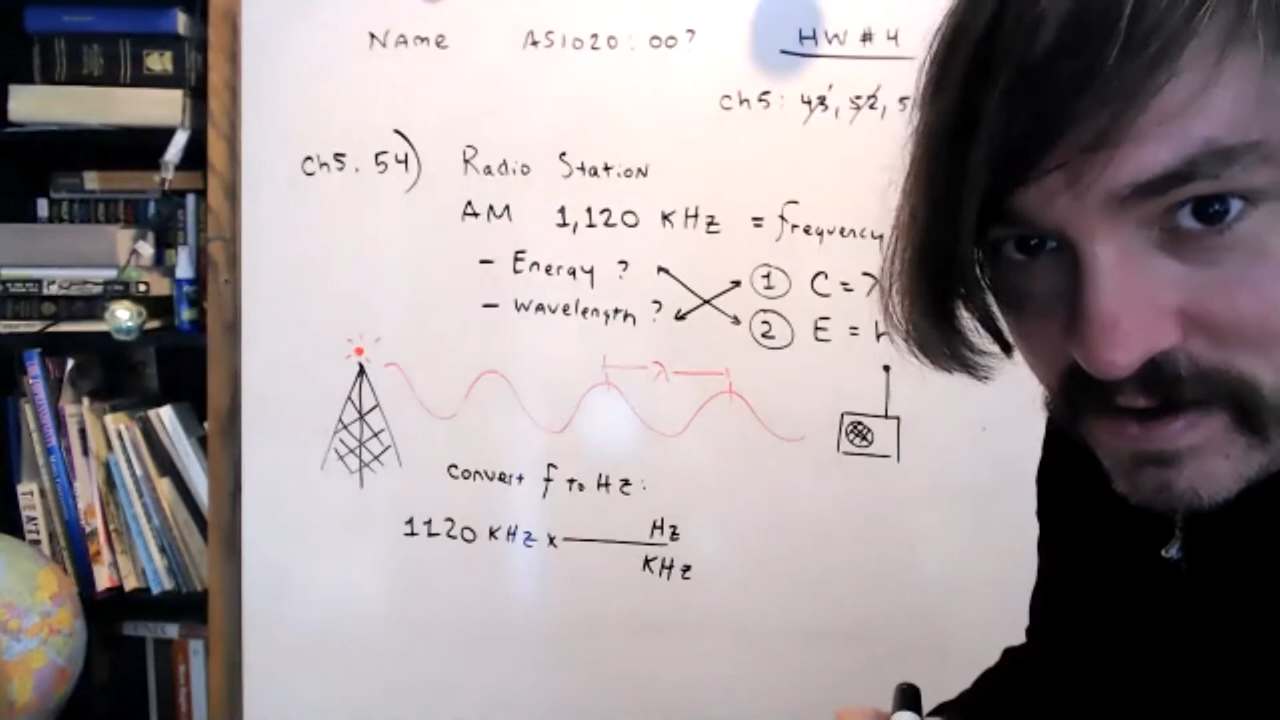 NAME AS1020: 00? HW # 4
Ch5: 43, 52, 5
Ch5. 54) Radio Station
AM 1,120 KHz = frequency
- Energy ? 1 C = λ
- Wavelength ? 2 E = h
λ
Convert f to Hz:
1120 KHz x Hz
KHz